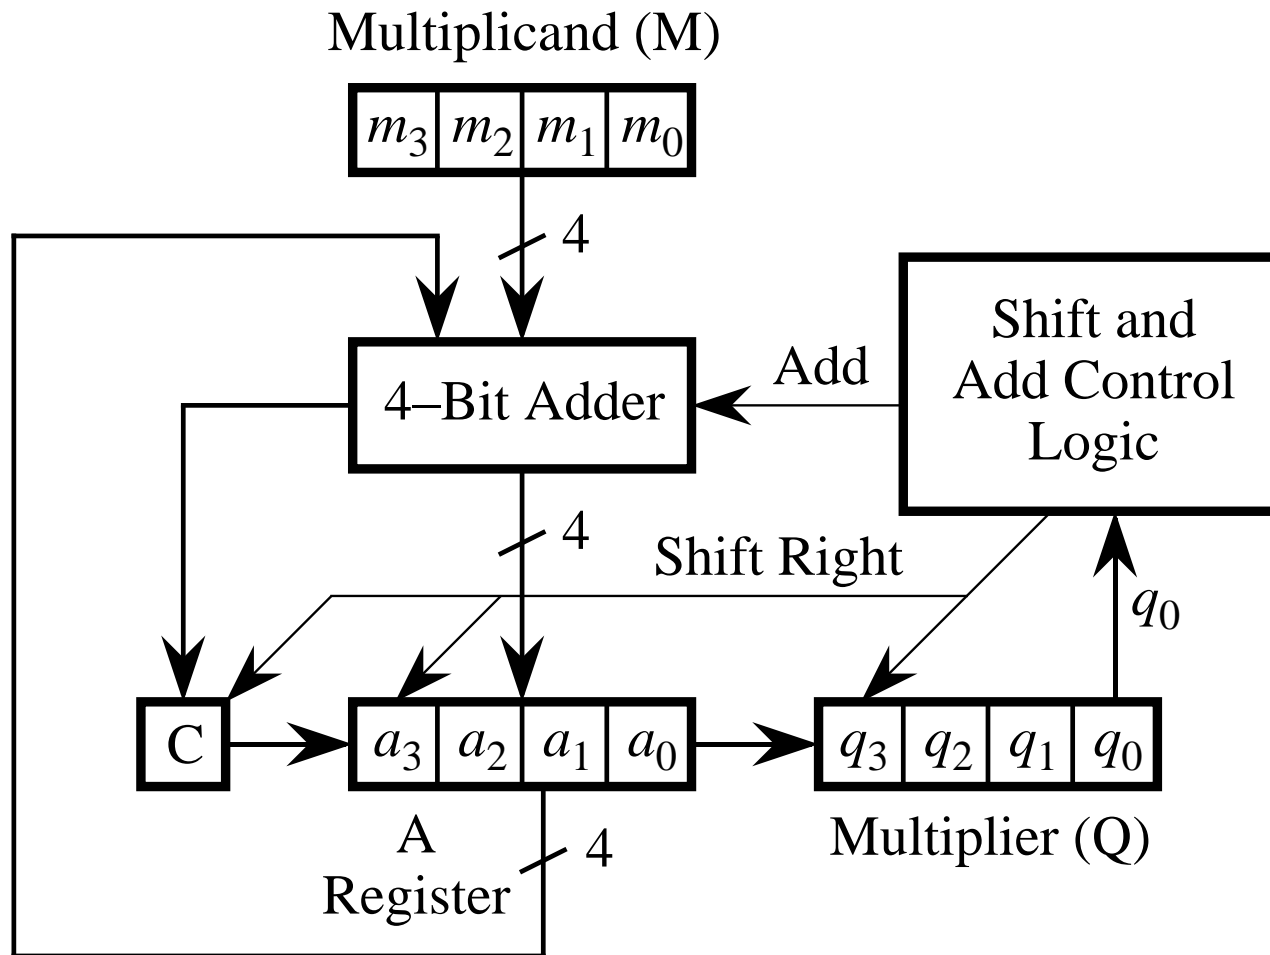 Multiplicand (M)
m3 m2 m1 m0
4
Shift and
Add Control
Logic
Add
4–Bit Adder
4
Shift Right
q0
C
a3 a2 a1 a0
q3 q2 q1 q0
A
Register
4
Multiplier (Q)